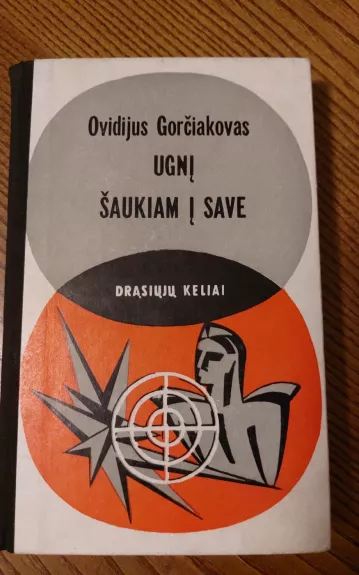 Ovidijus Gorčiakovas
UGNĮ
ŠAUKIAM Į SAVE
DRĄSIŲJŲ KELIAI